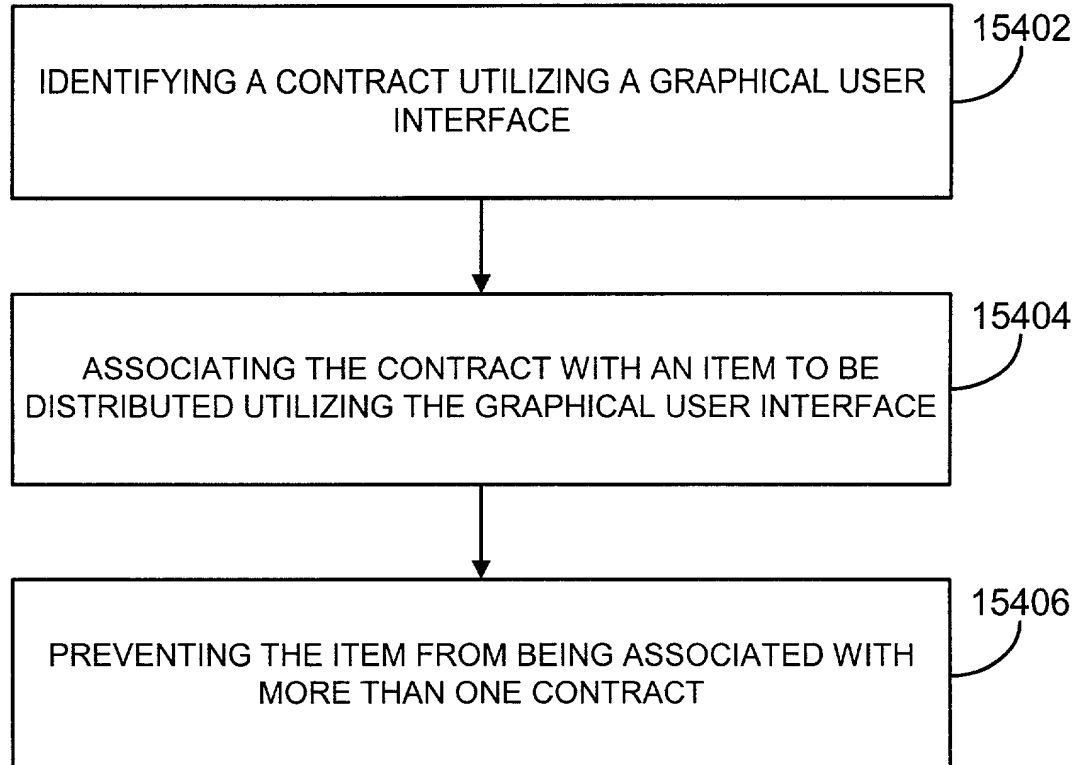 15402
IDENTIFYING A CONTRACT UTILIZING A GRAPHICAL USER
INTERFACE
15404
ASSOCIATING THE CONTRACT WITH AN ITEM TO BE
DISTRIBUTED UTILIZING THE GRAPHICAL USER INTERFACE
15406
PREVENTING THE ITEM FROM BEING ASSOCIATED WITH
MORE THAN ONE CONTRACT